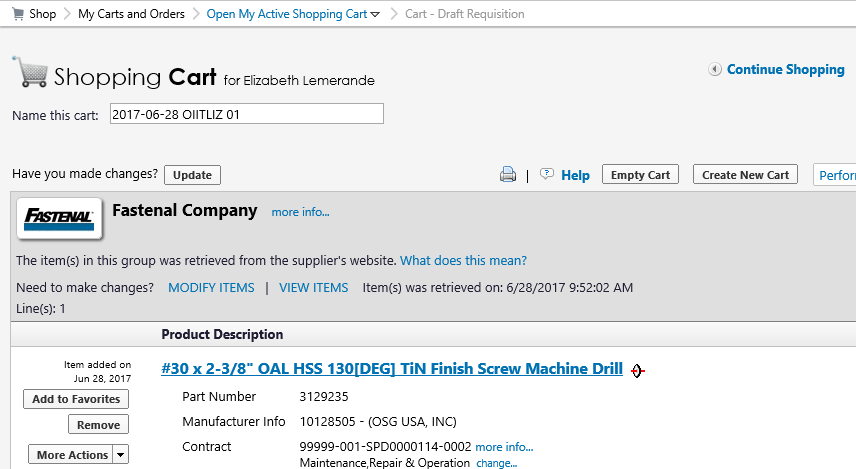 Shop > My Carts and Orders > Open My Active Shopping Cart > Cart - Draft Requisition
Shopping Cart for Elizabeth Lemerande
Continue Shopping
Name this cart: 2017-06-28 OIITLIZ 01
Have you made changes? Update | Help Empty Cart Create New Cart Perforn
FASTENAL Fastenal Company more info...
The item(s) in this group was retrieved from the supplier's website. What does this mean?
Need to make changes? MODIFY ITEMS | VIEW ITEMS Item(s) was retrieved on: 6/28/2017 9:52:02 AM
Line(s): 1
Product Description
Item added on
Jun 28, 2017
Add to Favorites
Remove
More Actions
#30 x 2-3/8" OAL HSS 130[DEG] TiN Finish Screw Machine Drill
Part Number 3129235
Manufacturer Info 10128505 - (OSG USA, INC)
Contract 99999-001-SPD0000114-0002 more info...
Maintenance,Repair & Operation change...